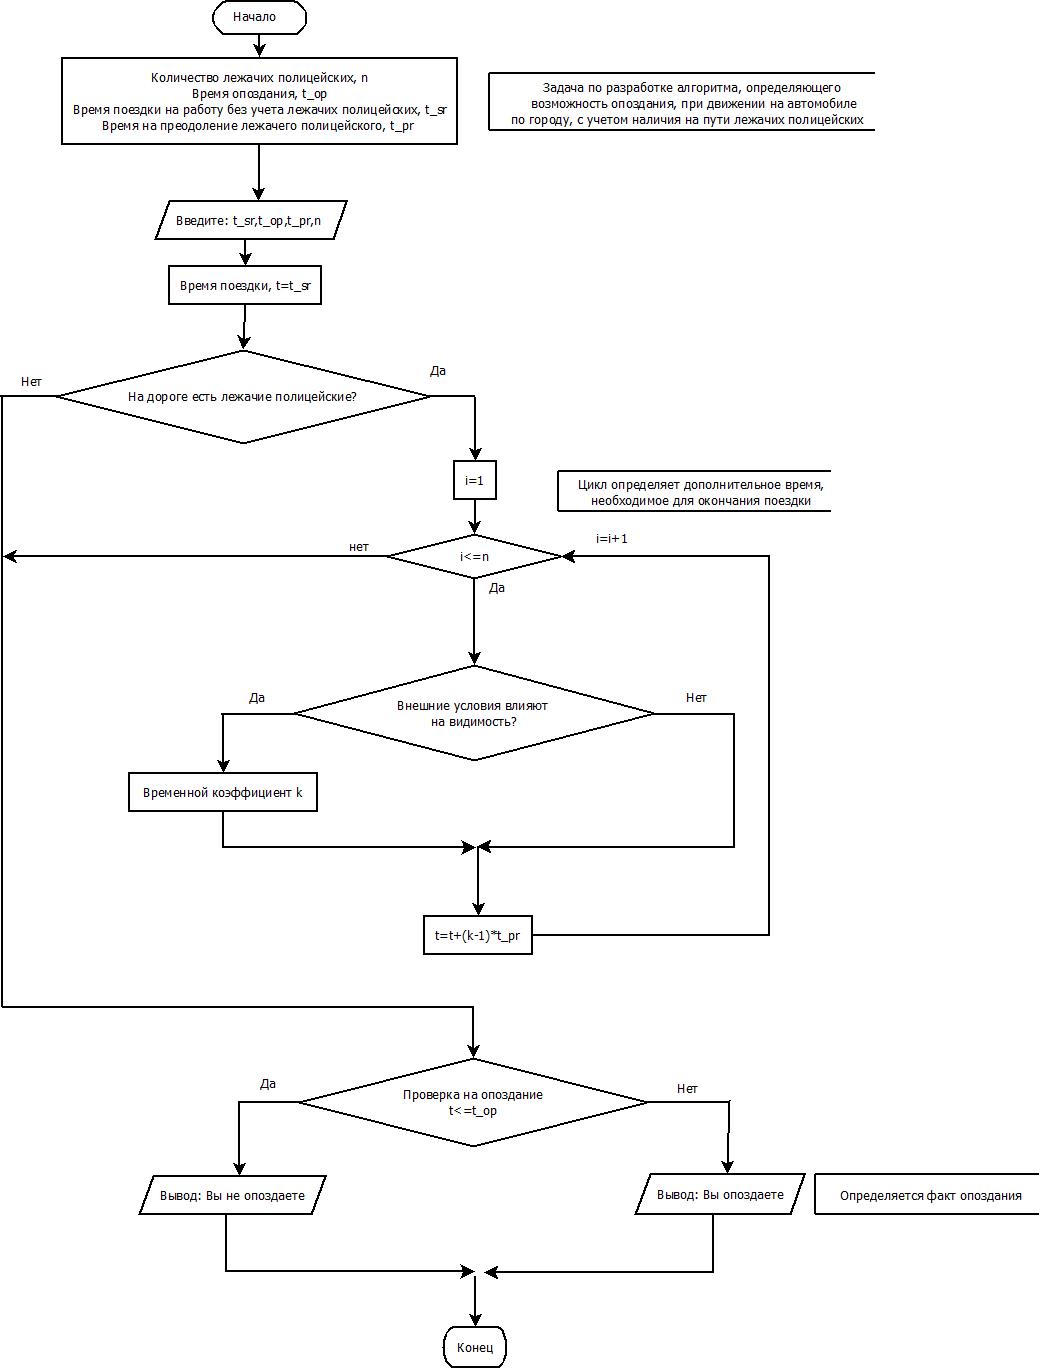 Начало
Количество лежачих полицейских, n
Время опоздания, t_op
Время поездки на работу без учета лежачих полицейских, t_sr
Время на преодоление лежачего полицейского, t_pr
Задача по разработке алгоритма, определяющего
возможность опоздания, при движении на автомобиле
по городу, с учетом наличия на пути лежачих полицейских
Введите: t_sr,t_op,t_pr,n
Время поездки, t=t_sr
На дороге есть лежачие полицейские?
Нет
Да
i=1
Цикл определяет дополнительное время,
необходимое для окончания поездки
i<=n
нет
i=i+1
Да
Внешние условия влияют
на видимость?
Да
Нет
Временной коэффициент k
t=t+(k-1)*t_pr
Проверка на опоздание
t<=t_op
Да
Нет
Вывод: Вы не опоздаете
Вывод: Вы опоздаете
Определяется факт опоздания
Конец